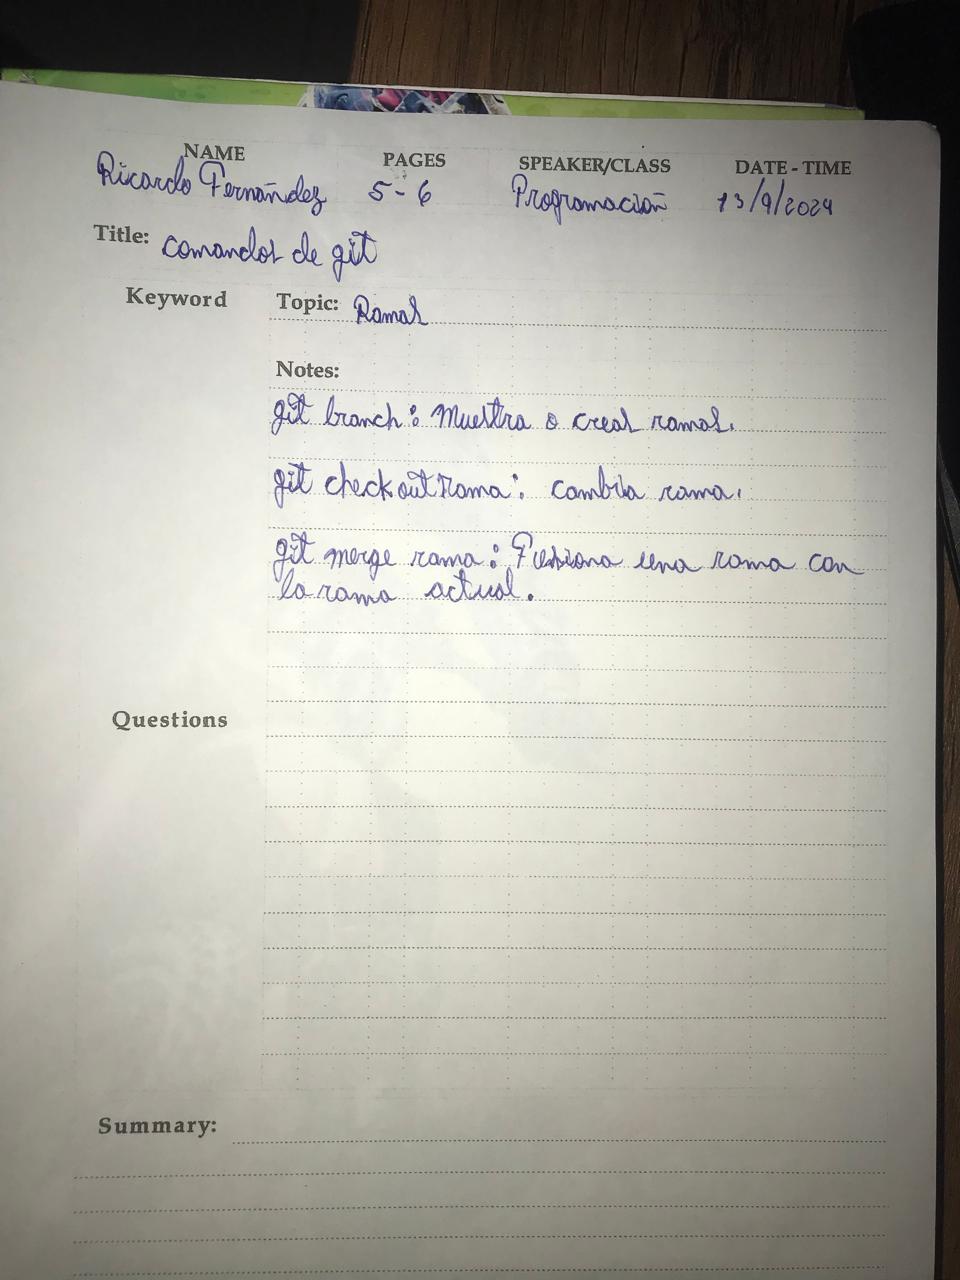 NAME PAGES SPEAKER/CLASS DATE - TIME
Ricardo Fernández 5-6 Programación 13/9/2024
Title: comandos de git
Keyword Topic: Ramas
Notes:
git branch: Muestra o creas ramas.
git checkout rama: cambia rama.
git merge rama: Fusiona una rama con
la rama actual.
Questions
Summary: